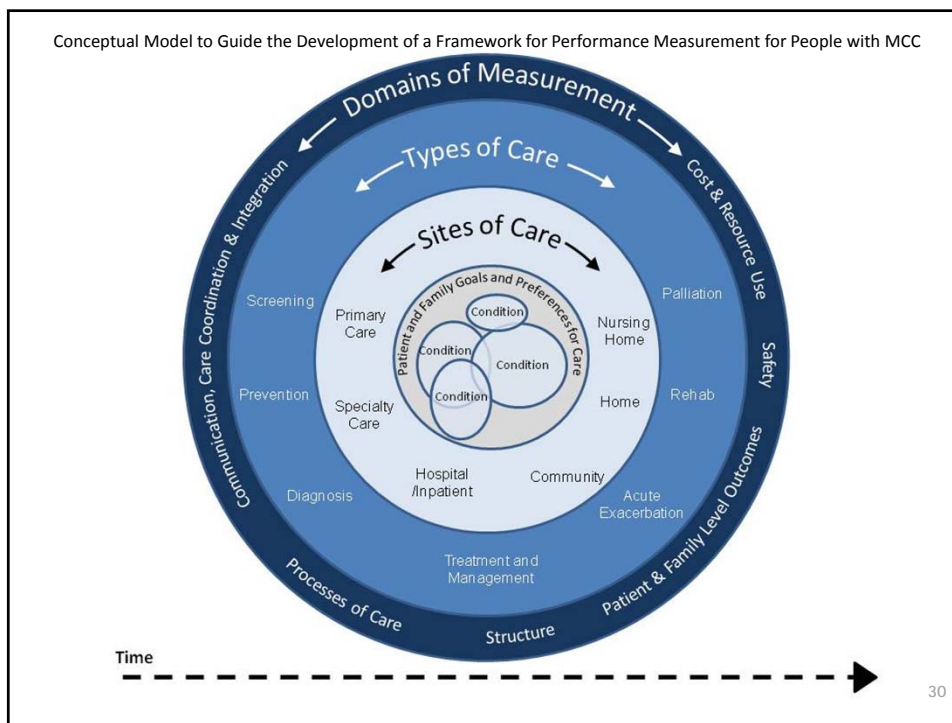 Conceptual Model to Guide the Development of a Framework for Performance Measurement for People with MCC
Domains of Measurement
Communication, Care Coordination & Integration
Cost & Resource Use
Safety
Patient & Family Level Outcomes
Structure
Processes of Care
Types of Care
Screening
Prevention
Diagnosis
Treatment and
Management
Acute
Exacerbation
Rehab
Palliation
Sites of Care
Primary
Care
Specialty
Care
Hospital
/Inpatient
Community
Home
Nursing
Home
Patient and Family Goals and Preferences for Care
Condition
Condition
Condition
Condition
Time
30